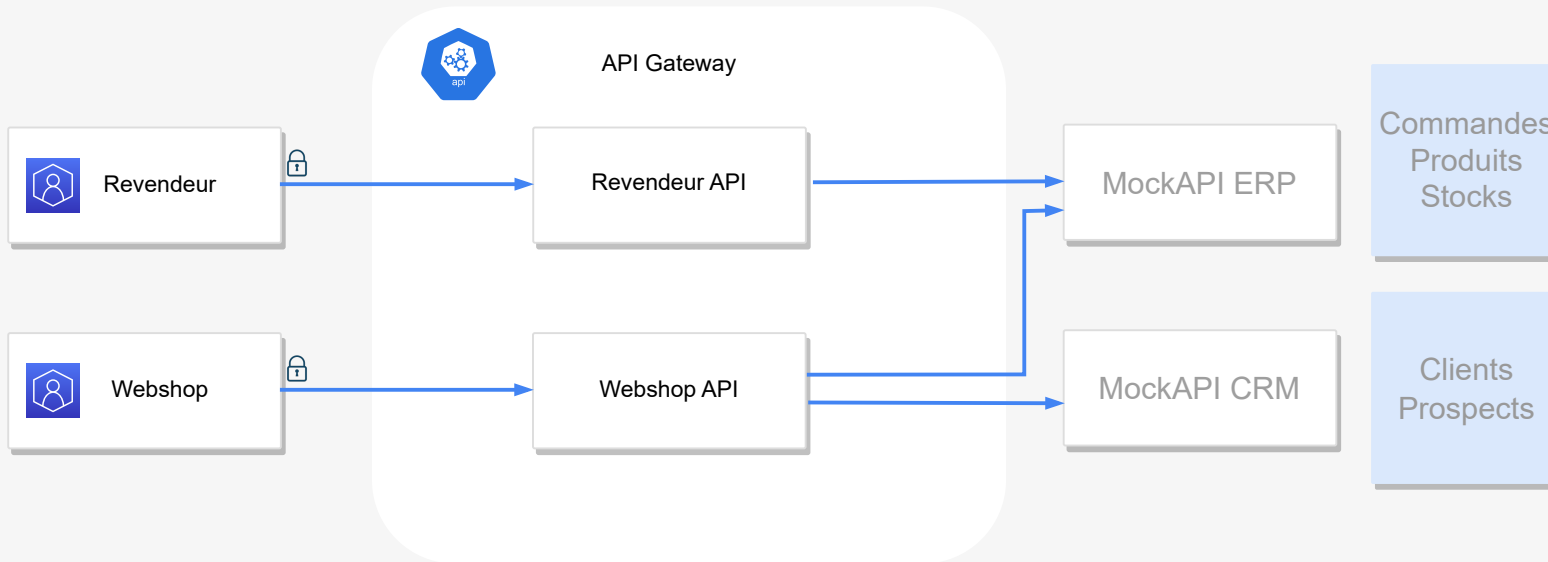 API Gateway
api
Revendeur
Revendeur API
MockAPI ERP
Commandes
Produits
Stocks
Webshop
Webshop API
MockAPI CRM
Clients
Prospects